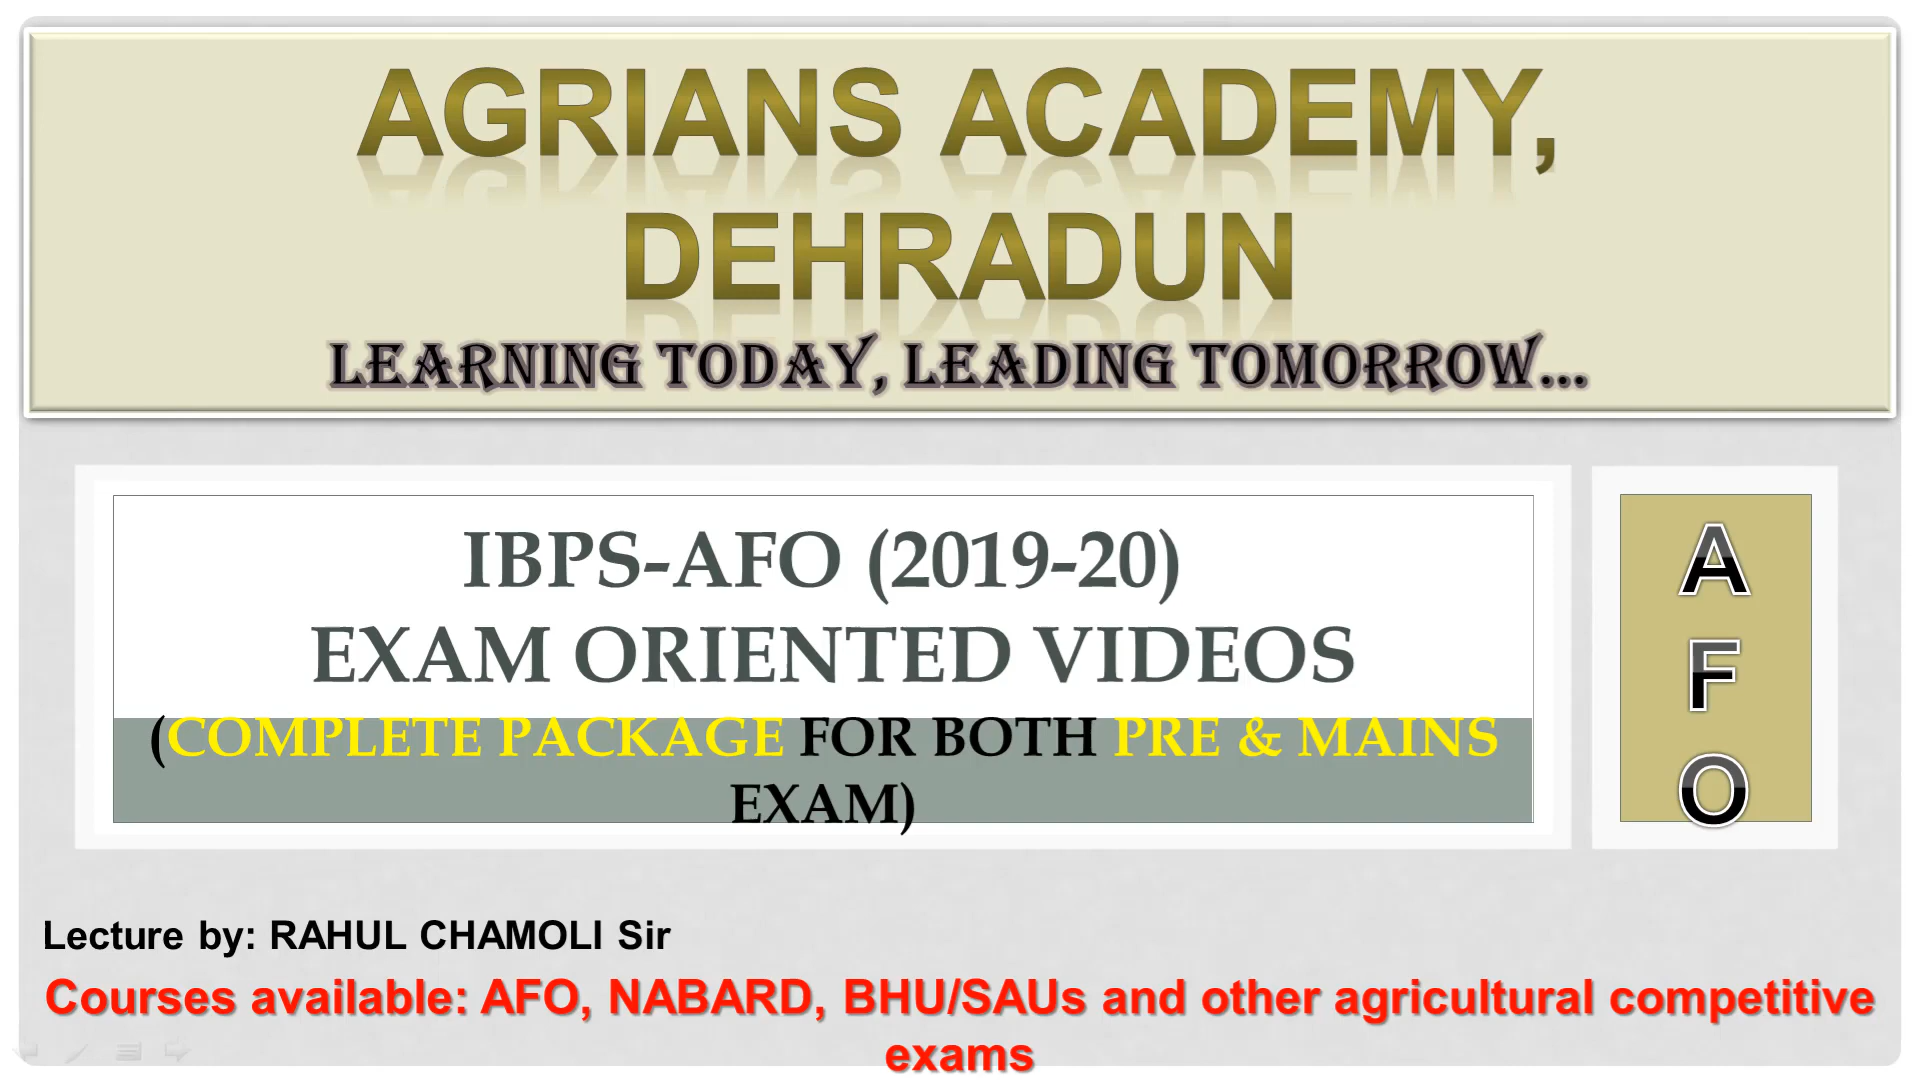 AGRIANS ACADEMY,
DEHRADUN
LEARNING TODAY, LEADING TOMORROW...
IBPS-AFO (2019-20)
EXAM ORIENTED VIDEOS
(COMPLETE PACKAGE FOR BOTH PRE & MAINS
EXAM)
A
F
O
Lecture by: RAHUL CHAMOLI Sir
Courses available: AFO, NABARD, BHU/SAUs and other agricultural competitive
exams